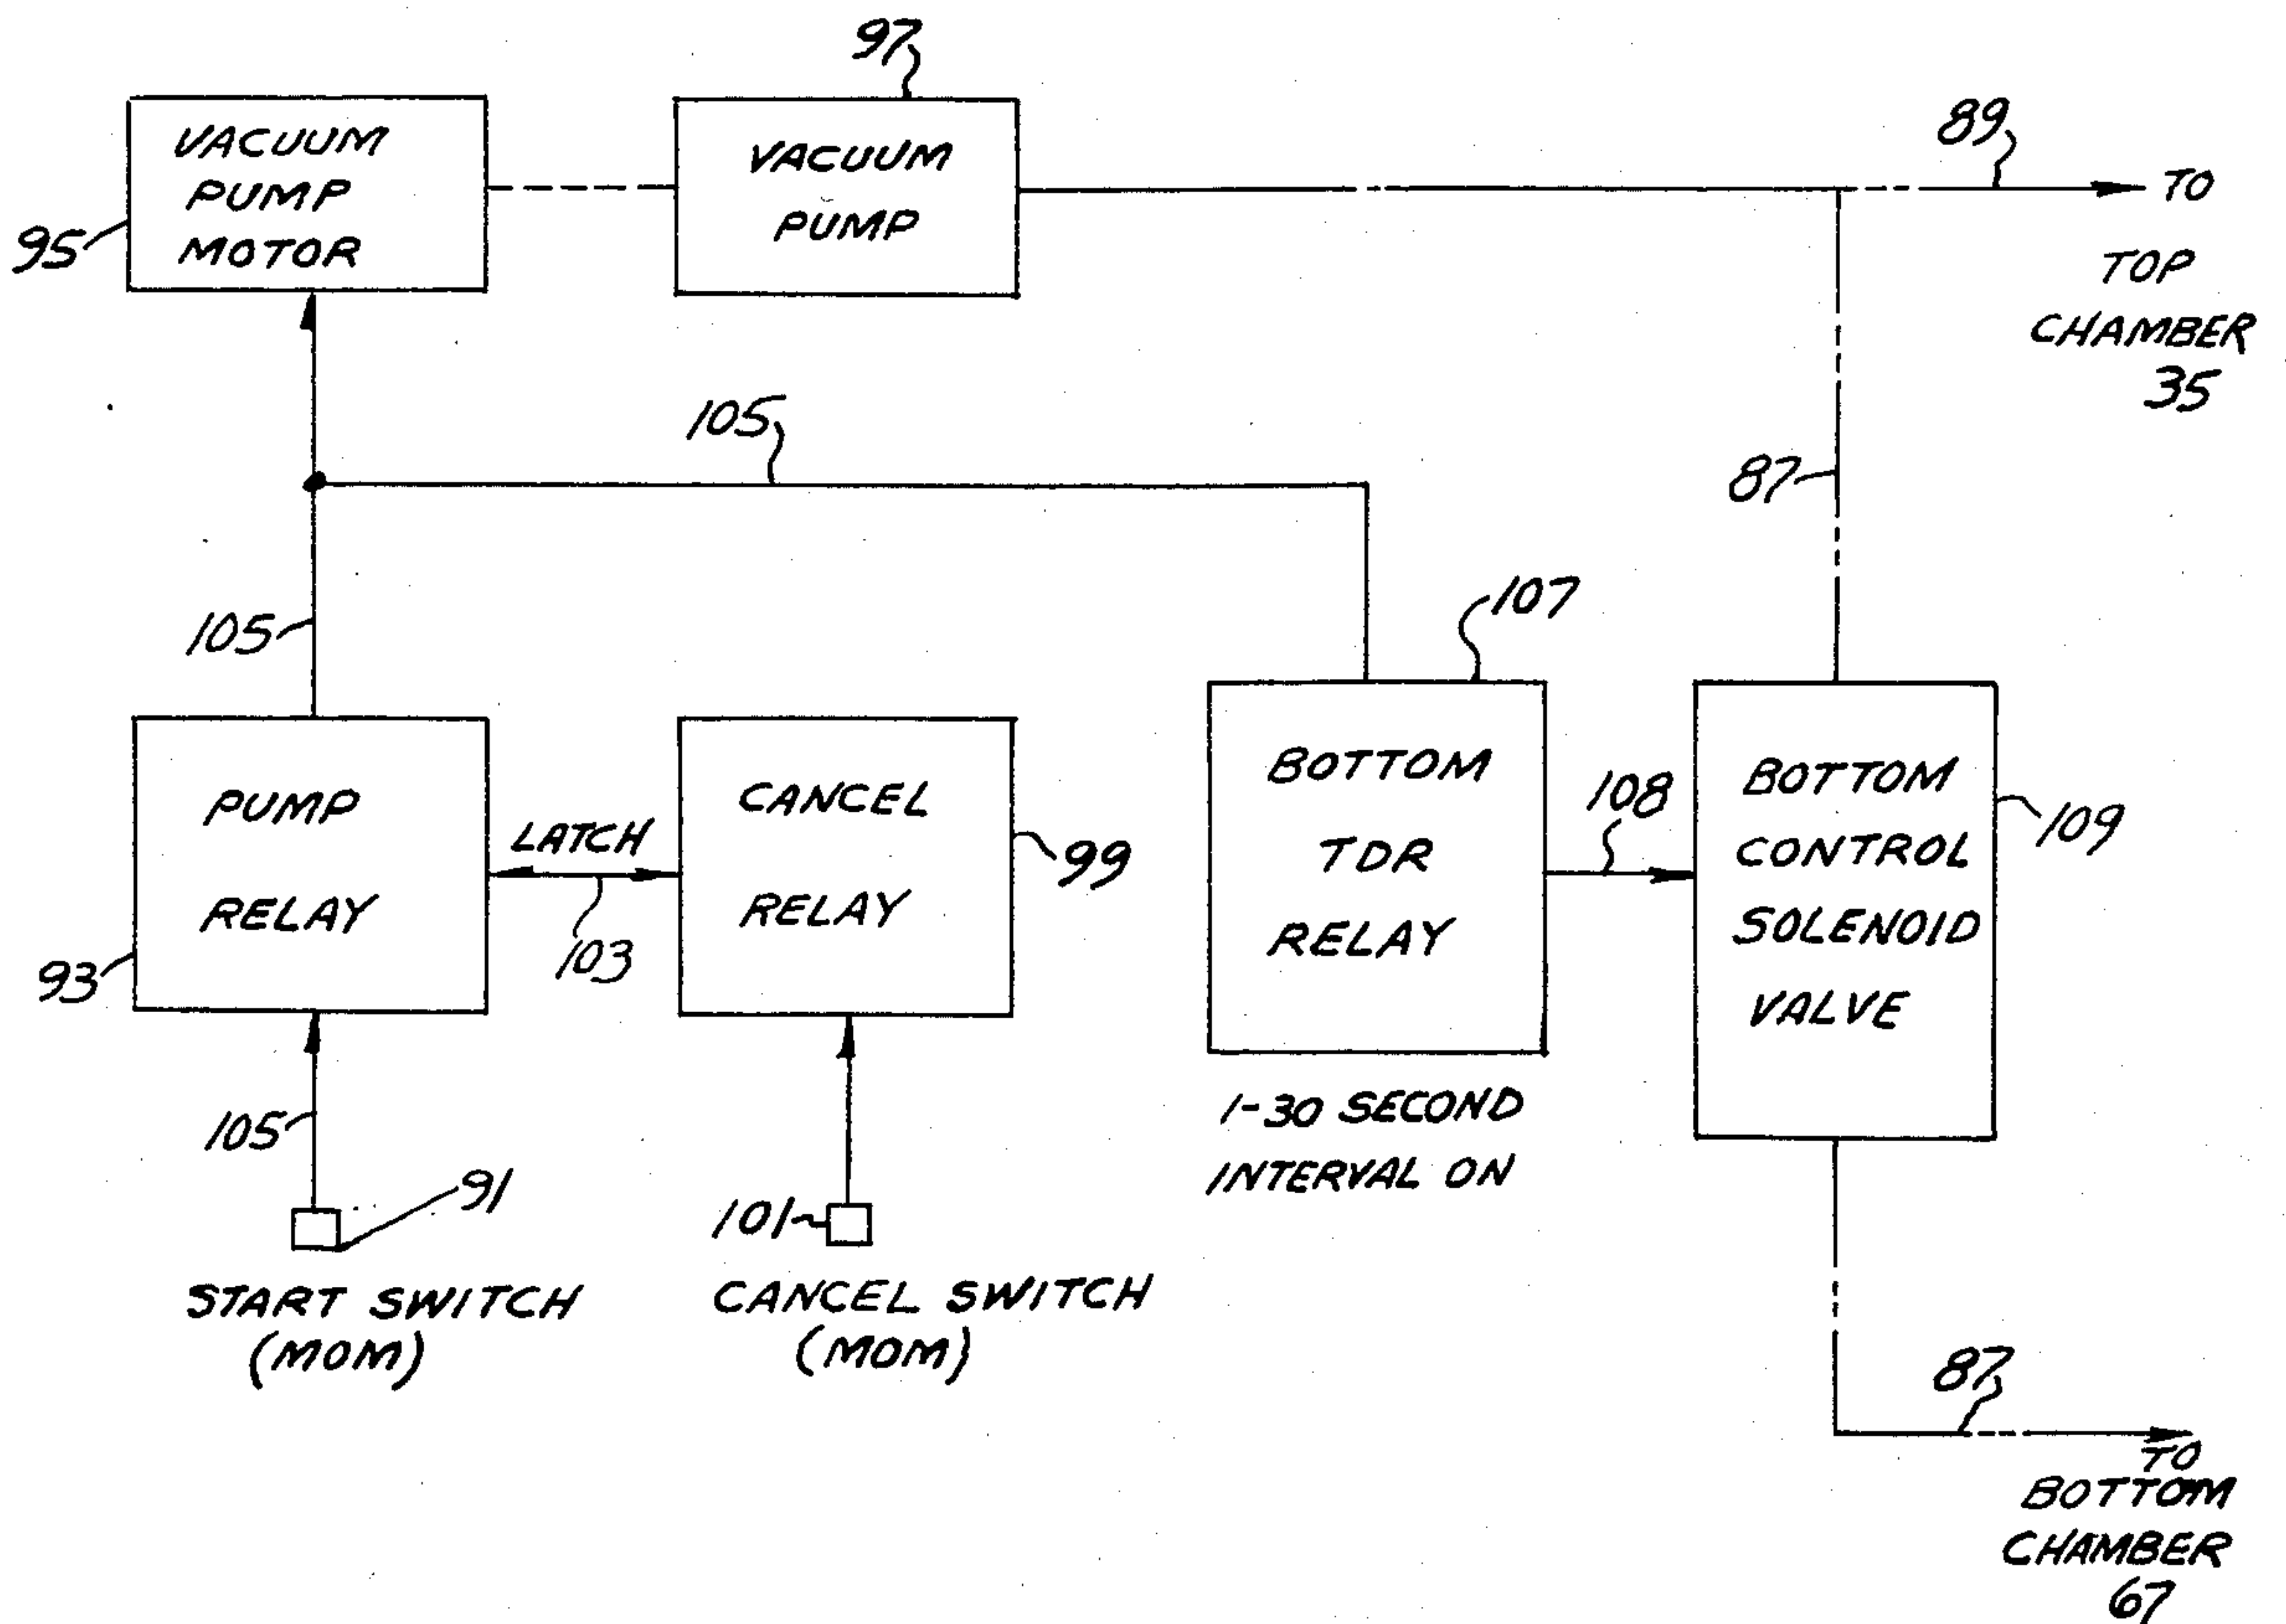 97
VACUUM
PUMP
MOTOR
95
VACUUM
PUMP
89
TO
TOP
CHAMBER
35
105
87
105
107
PUMP
RELAY
93
LATCH
103
CANCEL
RELAY
99
BOTTOM
TDR
RELAY
108
BOTTOM
CONTROL
SOLENOID
VALVE
109
1-30 SECOND
INTERVAL ON
105
91
START SWITCH
(MOM)
101
CANCEL SWITCH
(MOM)
87
TO
BOTTOM
CHAMBER
67